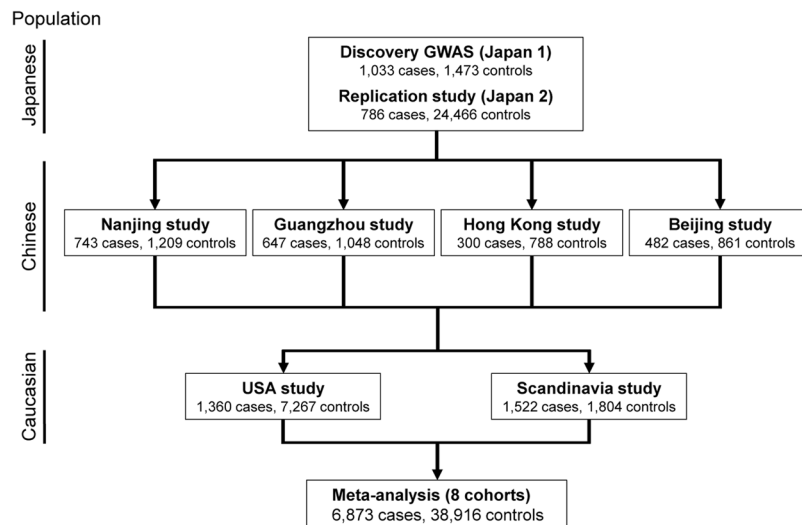 Population
Japanese
Discovery GWAS (Japan 1)
1,033 cases, 1,473 controls
Replication study (Japan 2)
786 cases, 24,466 controls
Chinese
Nanjing study
743 cases, 1,209 controls
Guangzhou study
647 cases, 1,048 controls
Hong Kong study
300 cases, 788 controls
Beijing study
482 cases, 861 controls
Caucasian
USA study
1,360 cases, 7,267 controls
Scandinavia study
1,522 cases, 1,804 controls
Meta-analysis (8 cohorts)
6,873 cases, 38,916 controls